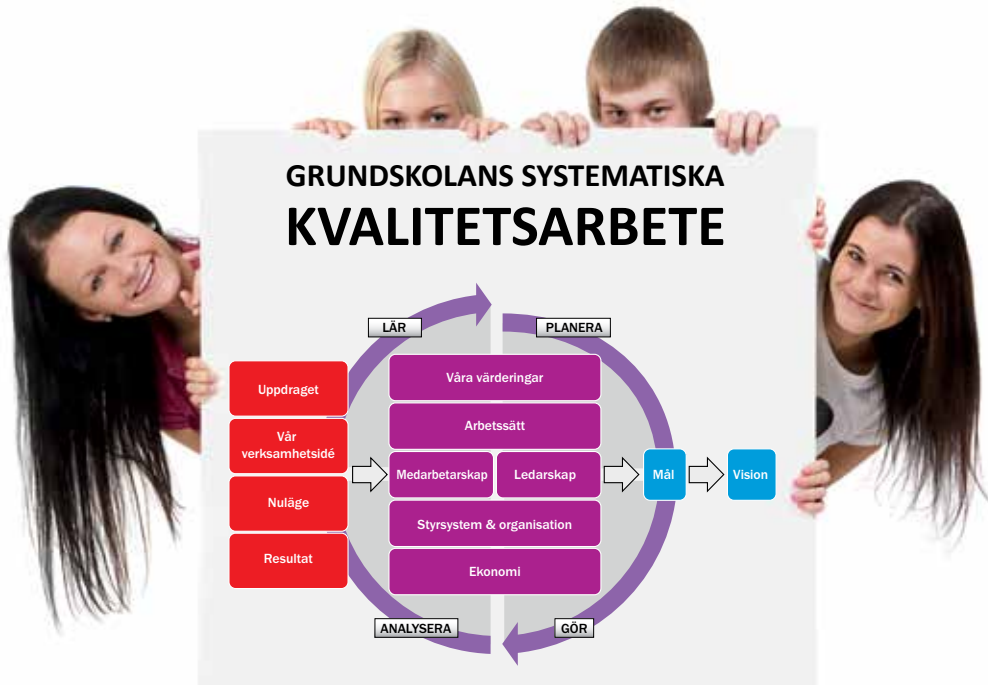 GRUNDSKOLANS SYSTEMATISKA
KVALITETSARBETE
LÄR
PLANERA
Uppdraget
Vår
verksamhetsidé
Nuläge
Resultat
Våra värderingar
Arbetssätt
Medarbetarskap
Ledarskap
Styrsystem & organisation
Ekonomi
Mål
Vision
ANALYSERA
GÖR